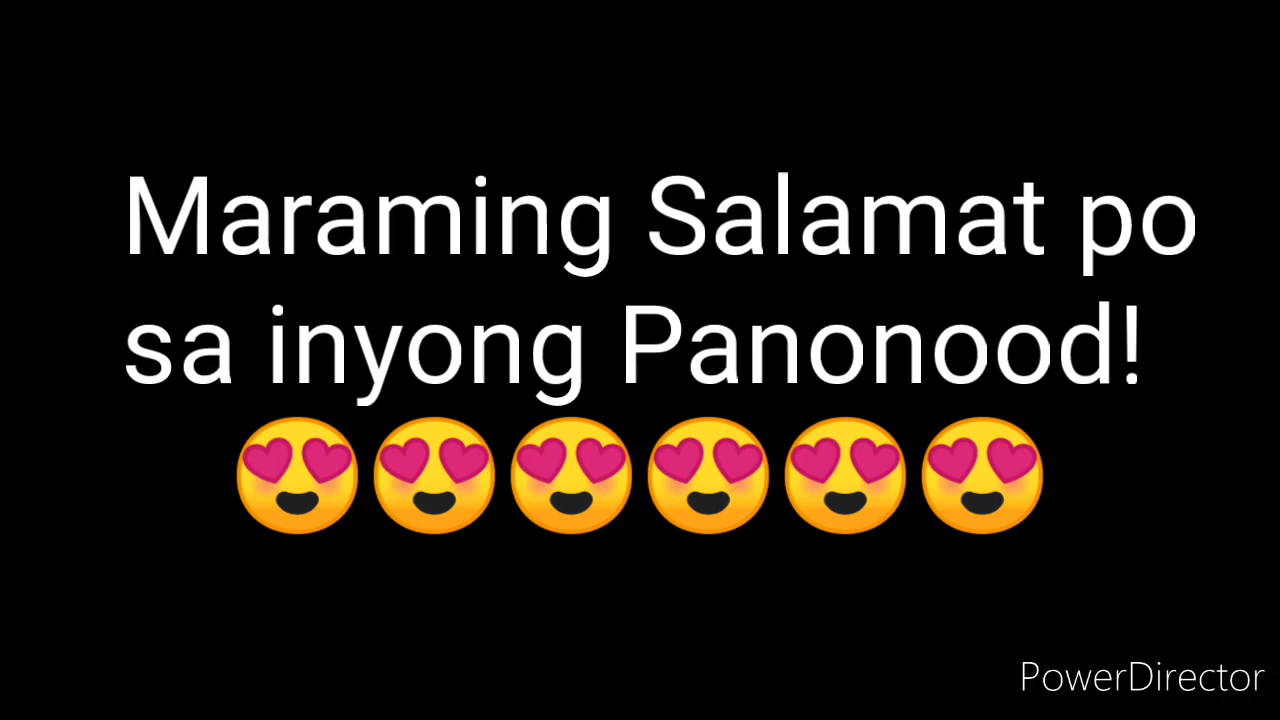 Maraming Salamat po
sa inyong Panonood!
😍😍😍😍😍😍
PowerDirector